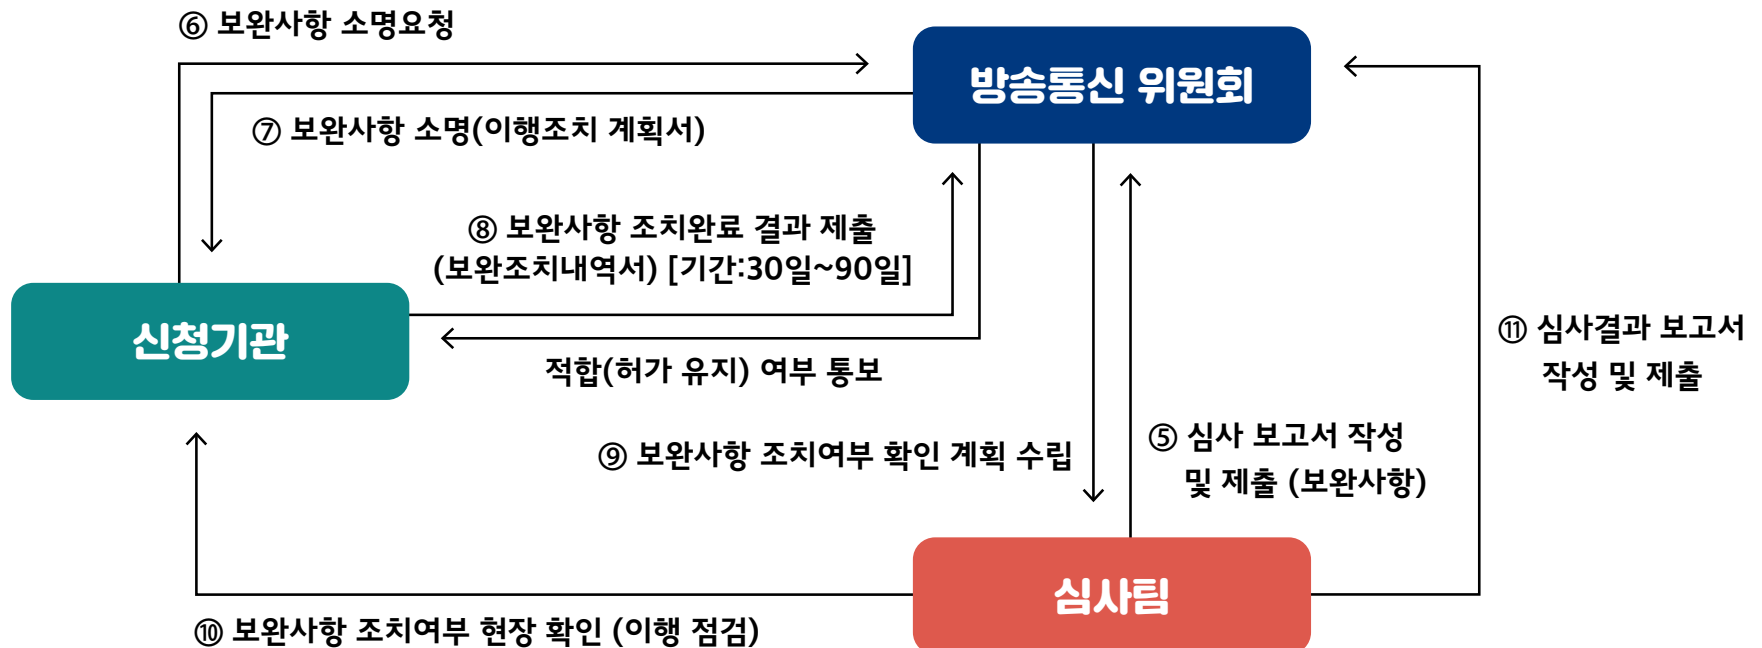 ⑥ 보완사항 소명요청
방송통신 위원회
⑦ 보완사항 소명(이행조치 계획서)
⑧ 보완사항 조치완료 결과 제출
(보완조치내역서) [기간:30일~90일]
신청기관
적합(허가 유지) 여부 통보
⑪ 심사결과 보고서
작성 및 제출
⑨ 보완사항 조치여부 확인 계획 수립
⑤ 심사 보고서 작성
및 제출 (보완사항)
심사팀
⑩ 보완사항 조치여부 현장 확인 (이행 점검)